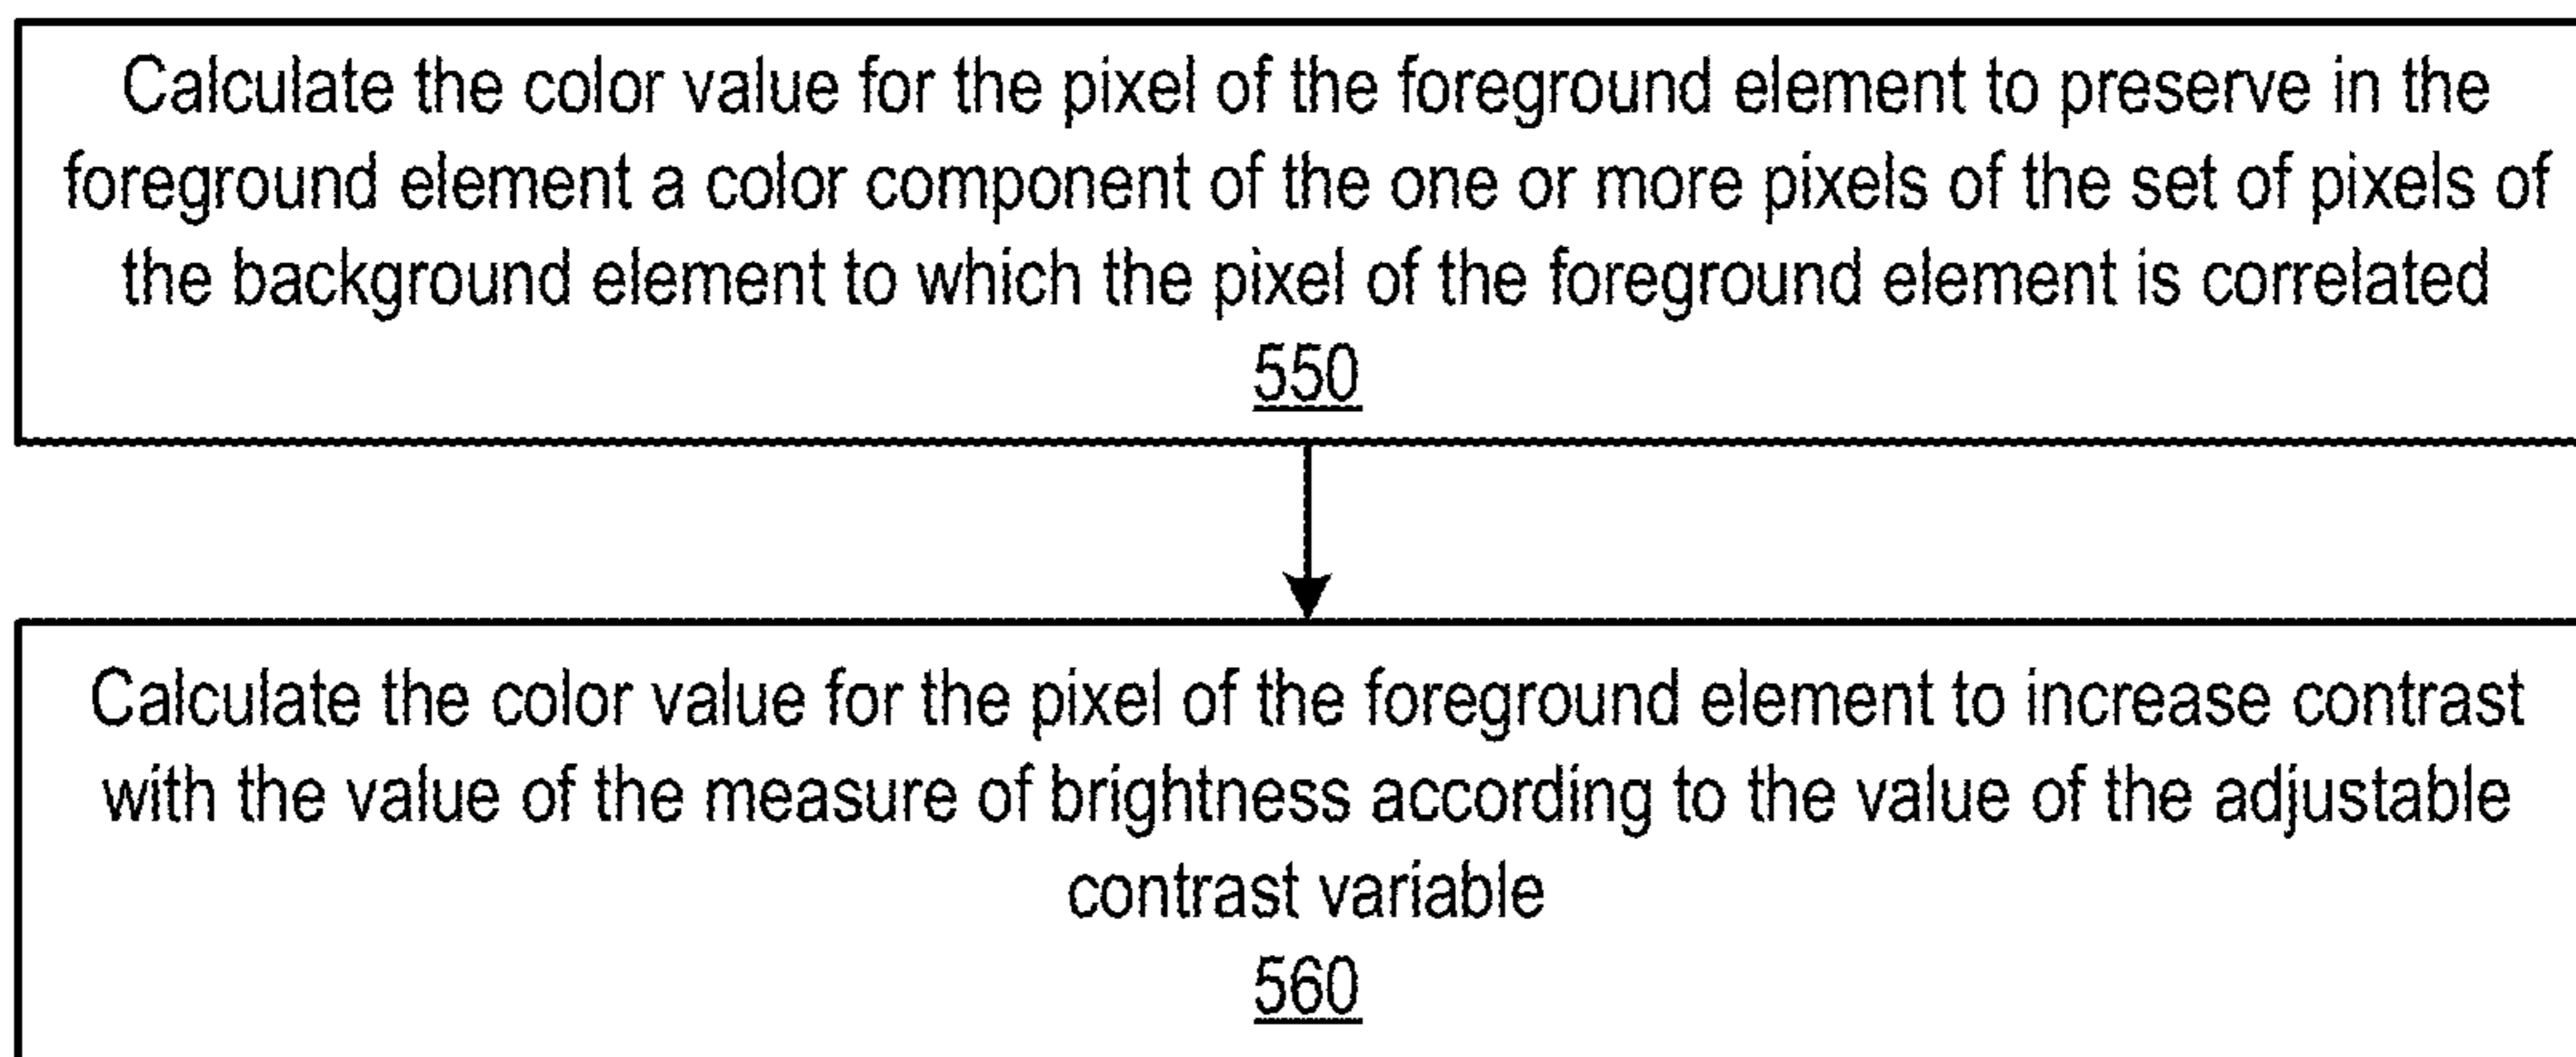 Calculate the color value for the pixel of the foreground element to preserve in the
foreground element a color component of the one or more pixels of the set of pixels of
the background element to which the pixel of the foreground element is correlated
550
Calculate the color value for the pixel of the foreground element to increase contrast
with the value of the measure of brightness according to the value of the adjustable
contrast variable
560